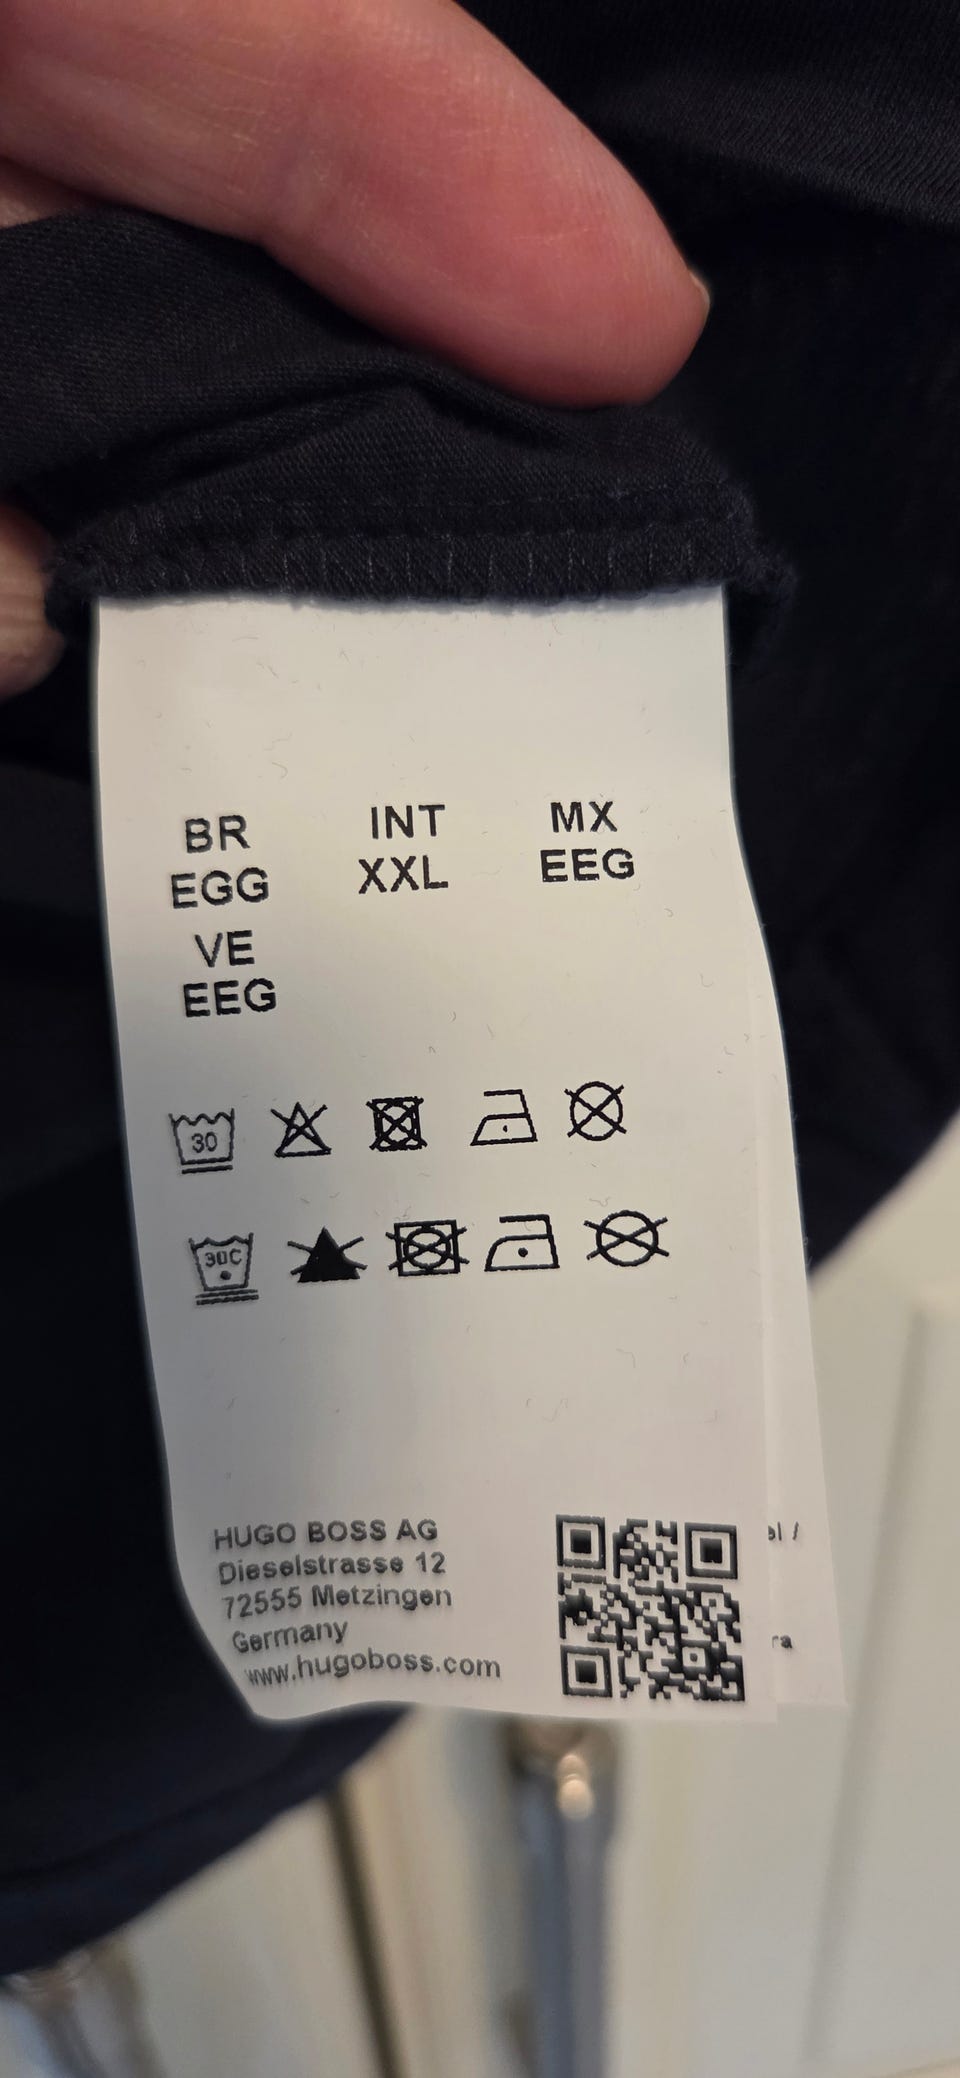 BR INT MX
EGG XXL EEG
VE
EEG
30
30C
HUGO BOSS AG
Dieselstrasse 12
72555 Metzingen
Germany
www.hugoboss.com